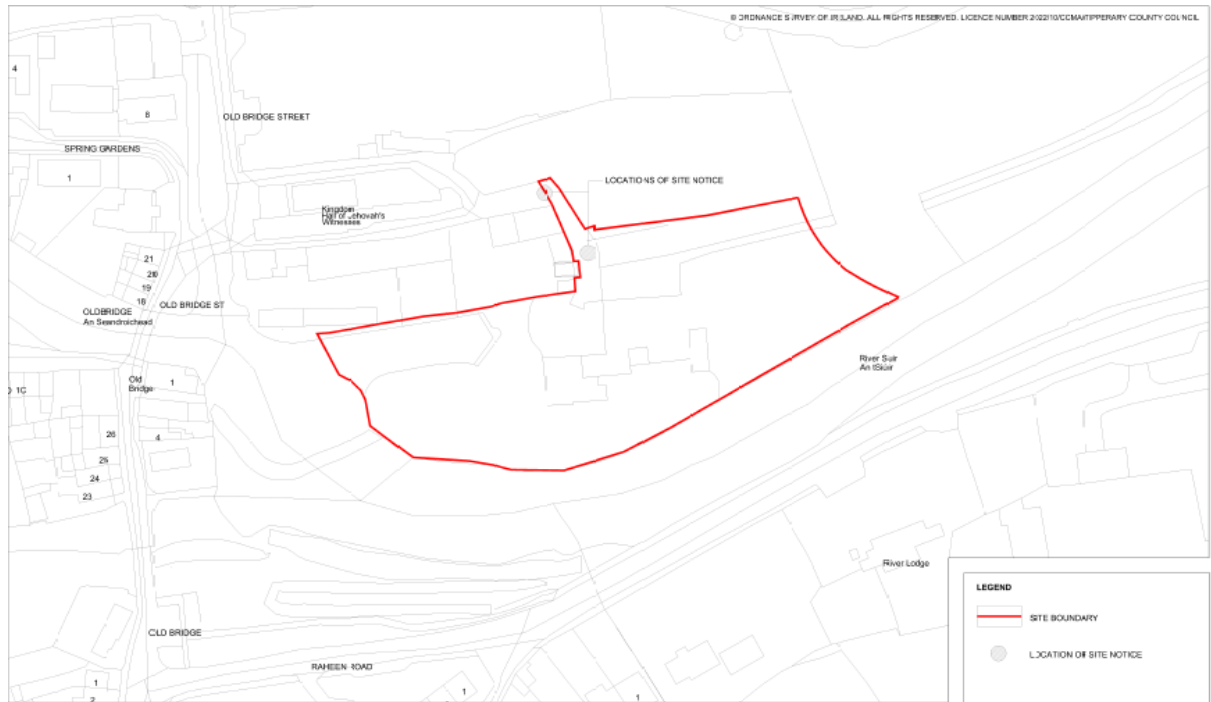 © ORDNANCE SURVEY OF IRELAND. ALL RIGHTS RESERVED. LICENCE NUMBER 2022/10/CCMA/TIPPERARY COUNTY COUNCIL
4
8
OLD BRIDGE STREET
SPRING GARDENS
1
LOCATIONS OF SITE NOTICE
Kingdom
Hall of Jehovah's
Witnesses
21
20
19
18
OLD BRIDGE ST
OLDBRIDGE
An Seandroichead
River Suir
An tSiúir
Old
Bridge
1
1C
26
4
25
24
23
River Lodge
LEGEND
SITE BOUNDARY
LOCATION OF SITE NOTICE
OLD BRIDGE
RAHEEN ROAD
1
2
1
1